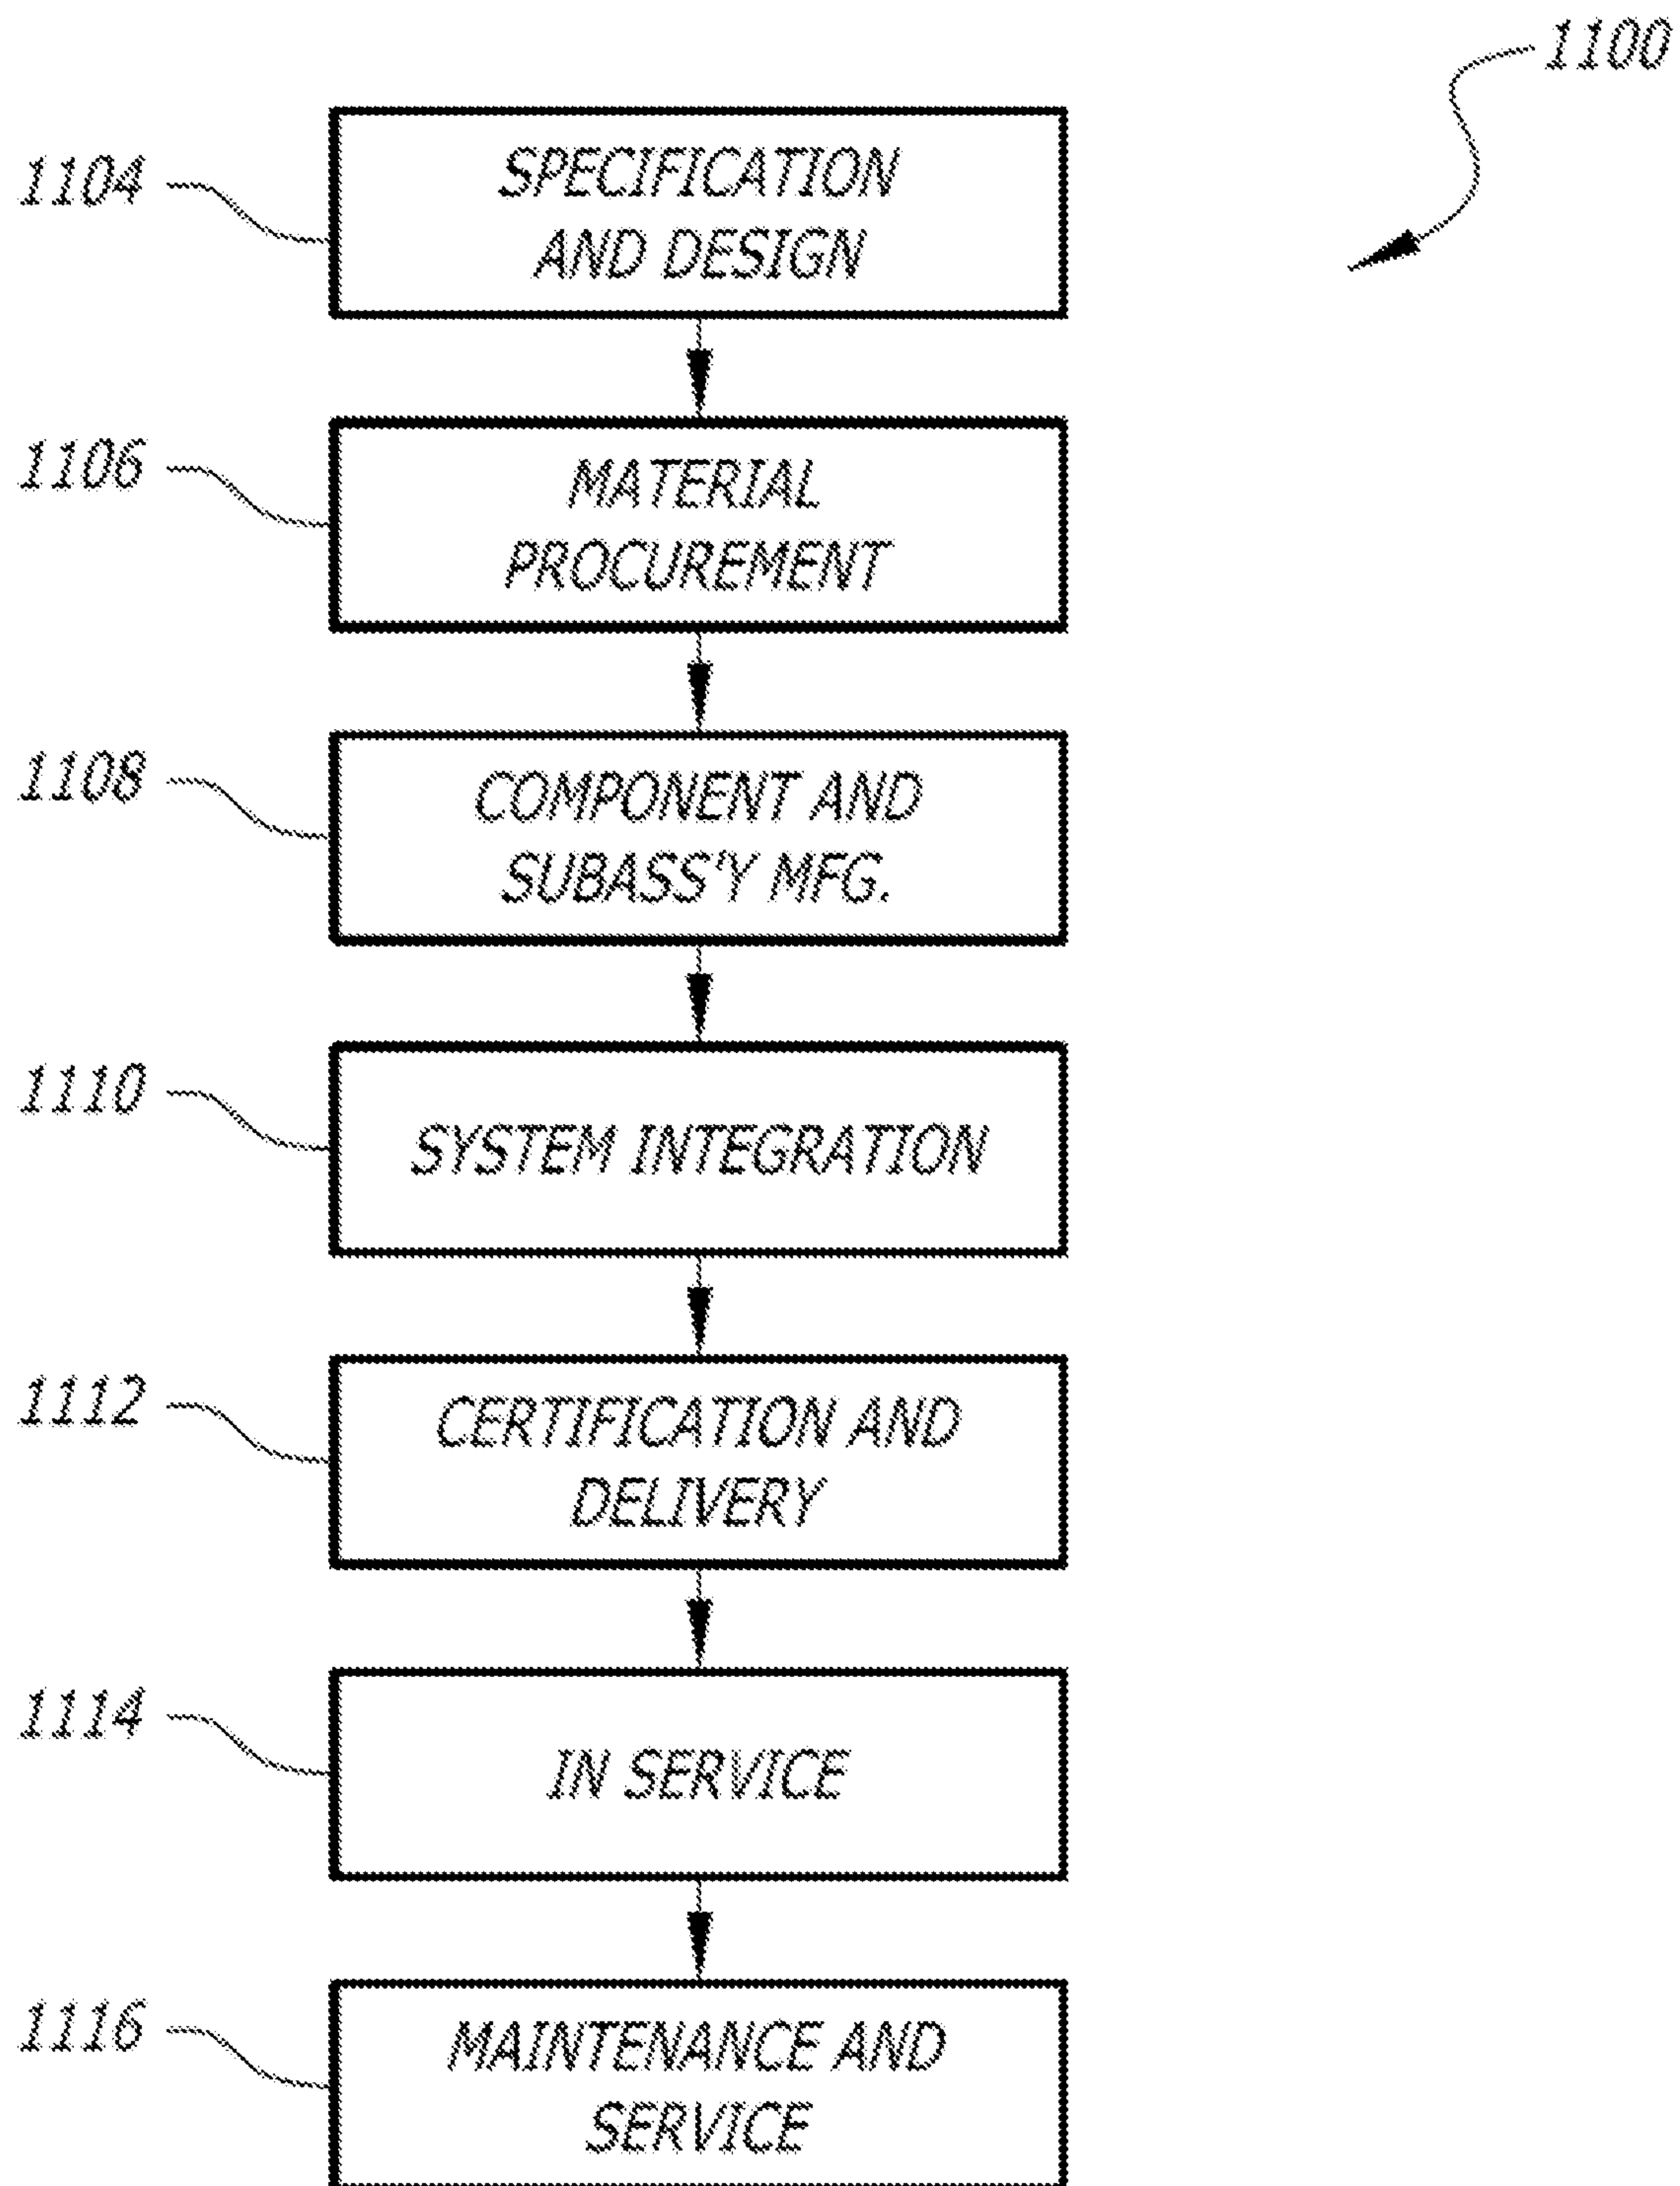 1100
1104
SPECIFICATION
AND DESIGN
1106
MATERIAL
PROCUREMENT
1108
COMPONENT AND
SUBASS'Y MFG.
1110
SYSTEM INTEGRATION
1112
CERTIFICATION AND
DELIVERY
1114
IN SERVICE
1116
MAINTENANCE AND
SERVICE